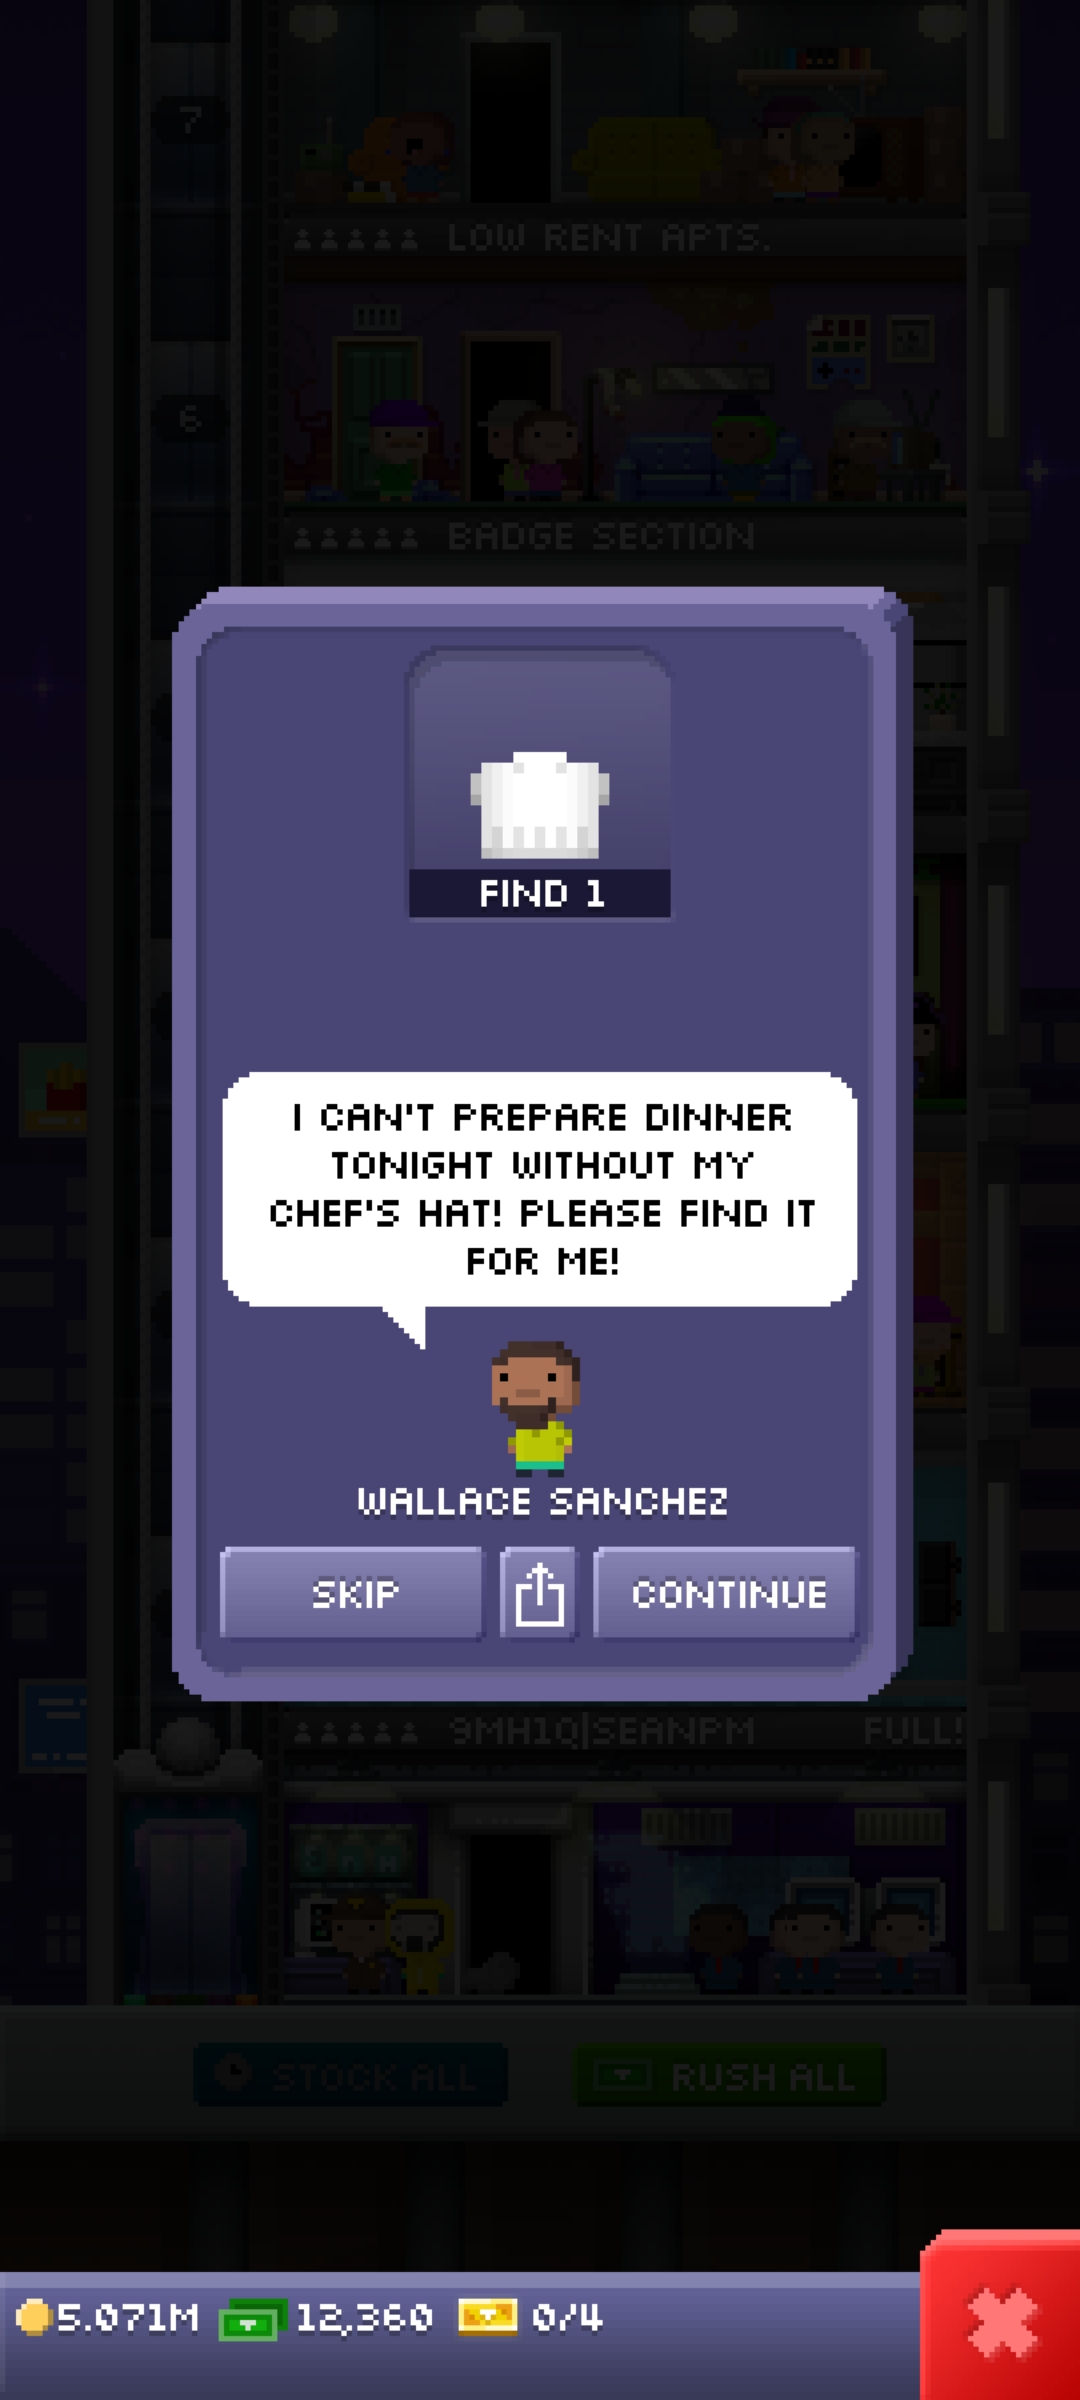 7
LOW RENT APTS.
6
BADGE SECTION
FIND 1
I CAN'T PREPARE DINNER
TONIGHT WITHOUT MY
CHEF'S HAT! PLEASE FIND IT
FOR ME!
WALLACE SANCHEZ
SKIP
CONTINUE
9MH1Q|SEANPM FULL!
STOCK ALL RUSH ALL
5.071M 12,360 0/4